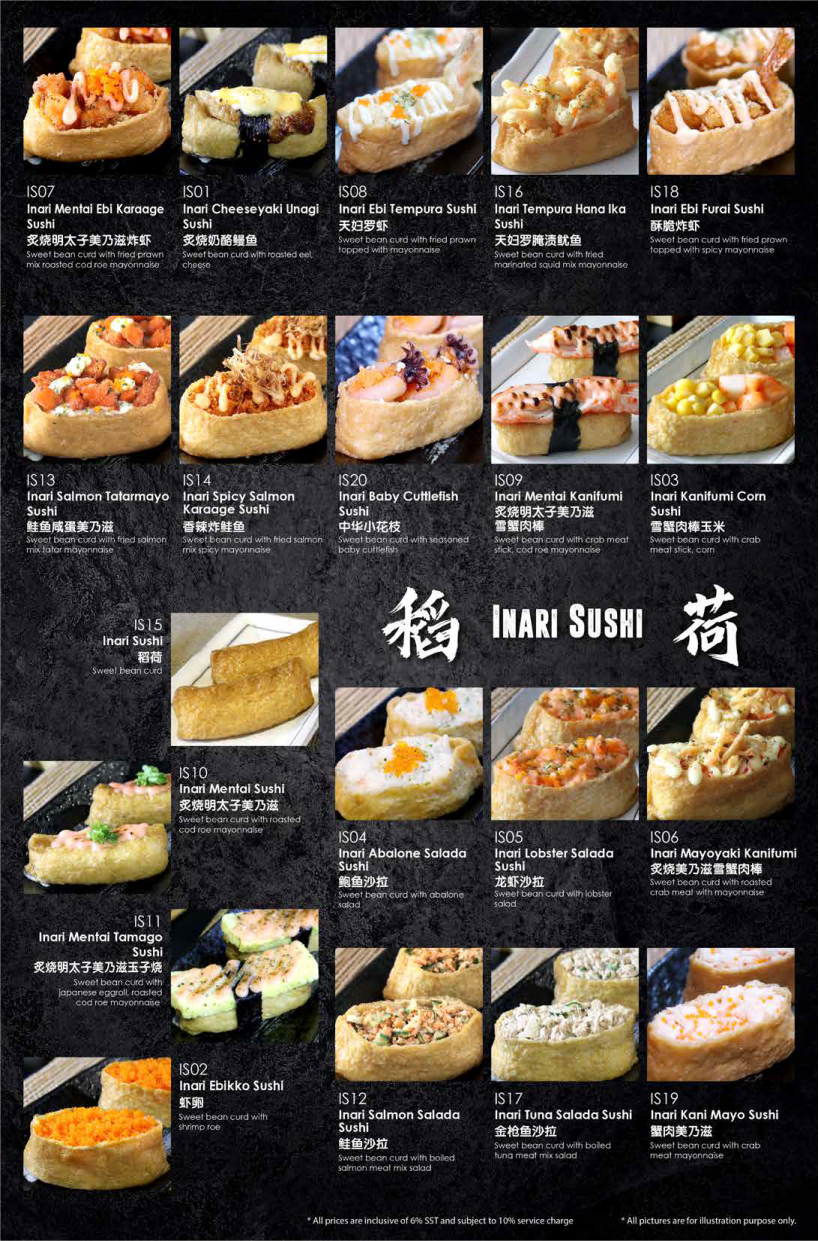 IS07
Inari Mentai Ebi Karaage
Sushi
炙烧明太子美乃滋炸虾
Sweet bean curd with fried prawn
mix roasted cod roe mayonnaise
IS01
Inari Cheeseyaki Unagi
Sushi
炙烧奶酪鳗鱼
Sweet bean curd with roasted eel,
cheese
IS08
Inari Ebi Tempura Sushi
天妇罗虾
Sweet bean curd with fried prawn
topped with mayonnaise
IS16
Inari Tempura Hana Ika
Sushi
天妇罗腌渍鱿鱼
Sweet bean curd with fried
marinated squid mix mayonnaise
IS18
Inari Ebi Furai Sushi
酥脆炸虾
Sweet bean curd with fried prown
topped with spicy mayonnaise
IS13
Inari Salmon Tatarmayo
Sushi
鲑鱼咸蛋美乃滋
Sweet bean curd with fried salmon
mix tatar mayonnaise
IS14
Inari Spicy Salmon
Karaage Sushi
香辣炸鲑鱼
Sweet bean curd with fried salmon
mix spicy mayonnaise
IS20
Inari Baby Cuttlefish
Sushi
中华小花枝
Sweet bean curd with seasoned
baby cuttlefish
IS09
Inari Mentai Kanifumi
炙烧明太子美乃滋
雪蟹肉棒
Sweet bean curd with crab meat
stick, cod roe mayonnaise
IS03
Inari Kanifumi Corn
Sushi
雪蟹肉棒玉米
Sweet bean curd with crab
meat stick, corn
稻 Inari Sushi 荷
IS15
Inari Sushi
稻荷
Sweet bean curd
IS10
Inari Mentai Sushi
炙烧明太子美乃滋
Sweet bean curd with roasted
cod roe mayonnaise
IS11
Inari Mentai Tamago
Sushi
炙烧明太子美乃滋玉子烧
Sweet bean curd with
japanese eggroll, roasted
cod roe mayonnaise
IS02
Inari Ebikko Sushi
虾卵
Sweet bean curd with
shrimp roe
IS04
Inari Abalone Salada
Sushi
鲍鱼沙拉
Sweet bean curd with abalone
salad
IS05
Inari Lobster Salada
Sushi
龙虾沙拉
Sweet bean curd with lobster
salad
IS06
Inari Mayoyaki Kanifumi
炙烧美乃滋雪蟹肉棒
Sweet bean curd with roasted
crab meat with mayonnaise
IS12
Inari Salmon Salada
Sushi
鲑鱼沙拉
Sweet bean curd with boiled
salmon meat mix salad
IS17
Inari Tuna Salada Sushi
金枪鱼沙拉
Sweet bean curd with boiled
tuna meat mix salad
IS19
Inari Kani Mayo Sushi
蟹肉美乃滋
Sweet bean curd with crab
meat mayonnaise
* All prices are inclusive of 6% SST and subject to 10% service charge
* All pictures are for illustration purpose only.